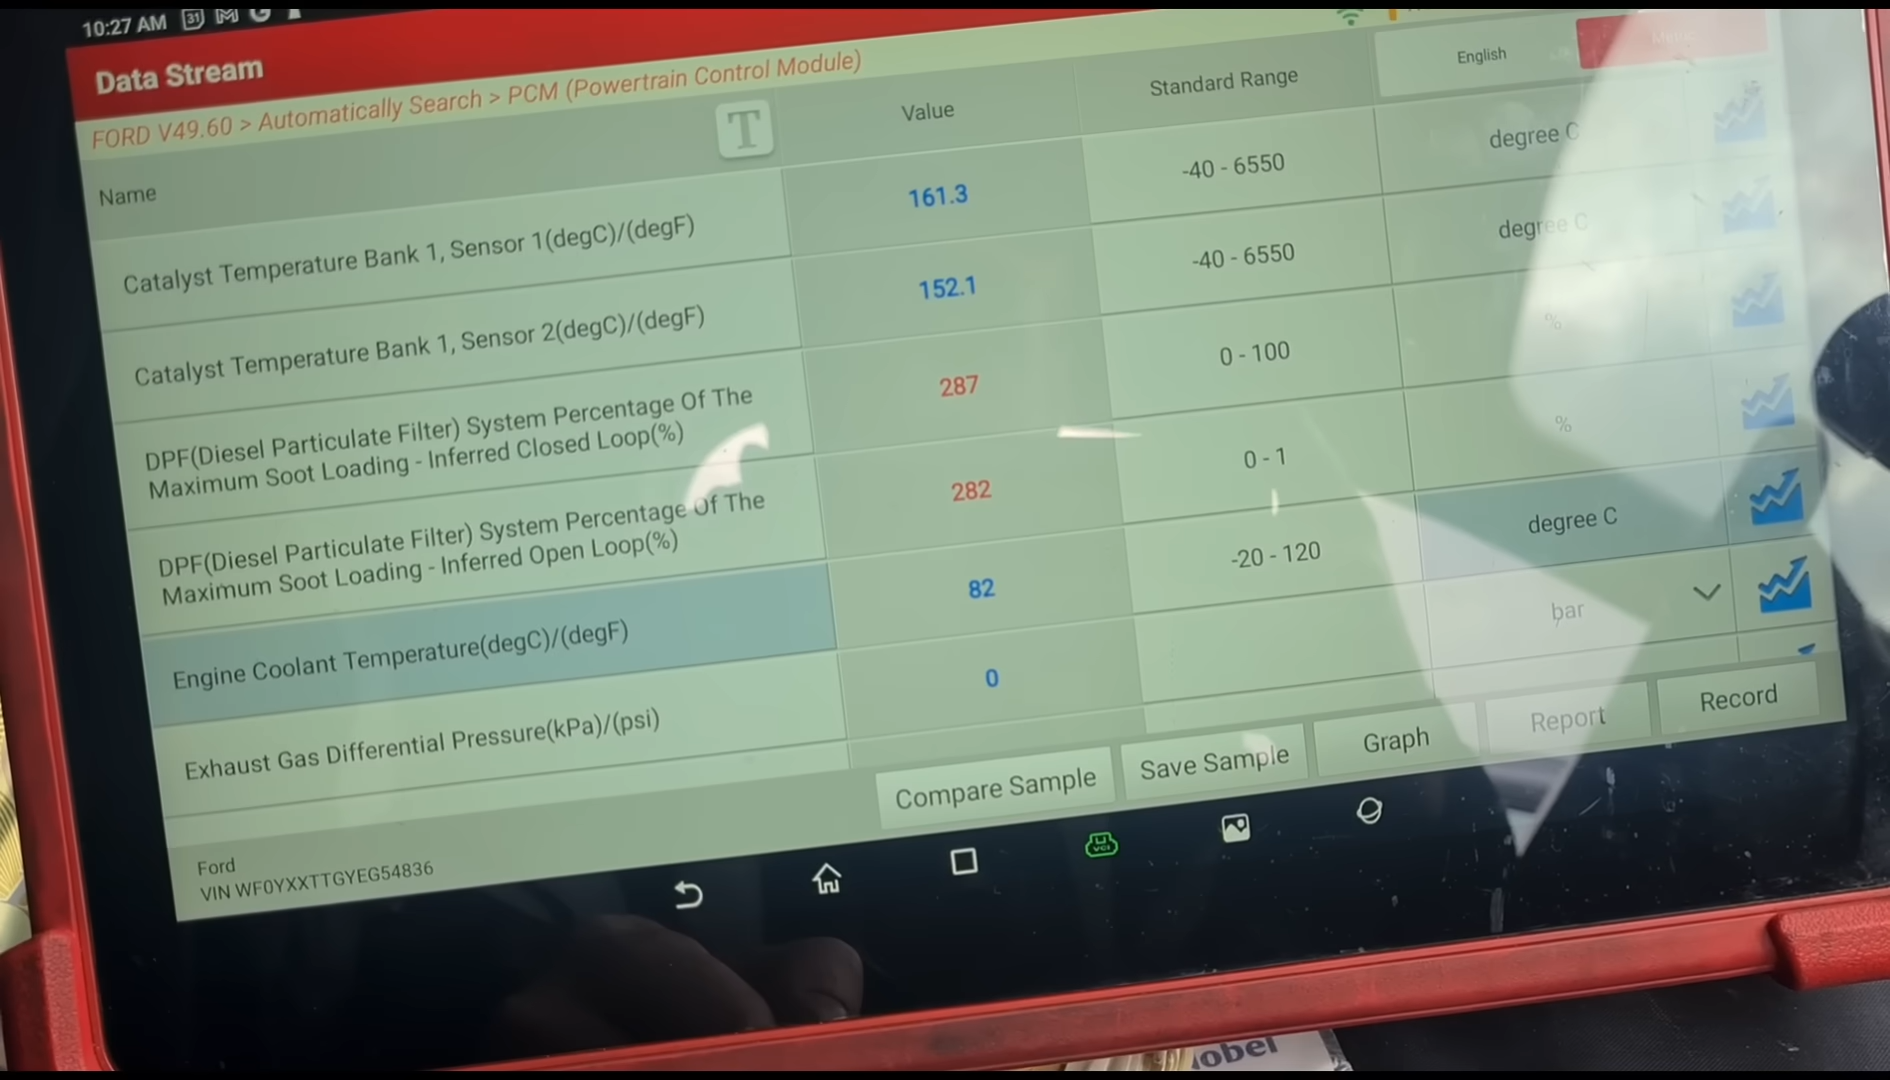 10:27 AM 31
Data Stream
FORD V49.60 > Automatically Search > PCM (Powertrain Control Module)
Name
T
Value
Standard Range
English
Catalyst Temperature Bank 1, Sensor 1(degC)/(degF)
161.3
-40 - 6550
degree C
Catalyst Temperature Bank 1, Sensor 2(degC)/(degF)
152.1
-40 - 6550
degree C
DPF(Diesel Particulate Filter) System Percentage Of The
Maximum Soot Loading - Inferred Closed Loop(%)
287
0 - 100
%
DPF(Diesel Particulate Filter) System Percentage Of The
Maximum Soot Loading - Inferred Open Loop(%)
282
0 - 1
%
Engine Coolant Temperature(degC)/(degF)
82
-20 - 120
degree C
Exhaust Gas Differential Pressure(kPa)/(psi)
0
bar
Compare Sample
Save Sample
Graph
Report
Record
Ford
VIN WF0YXXTTGYEG54836
VCI